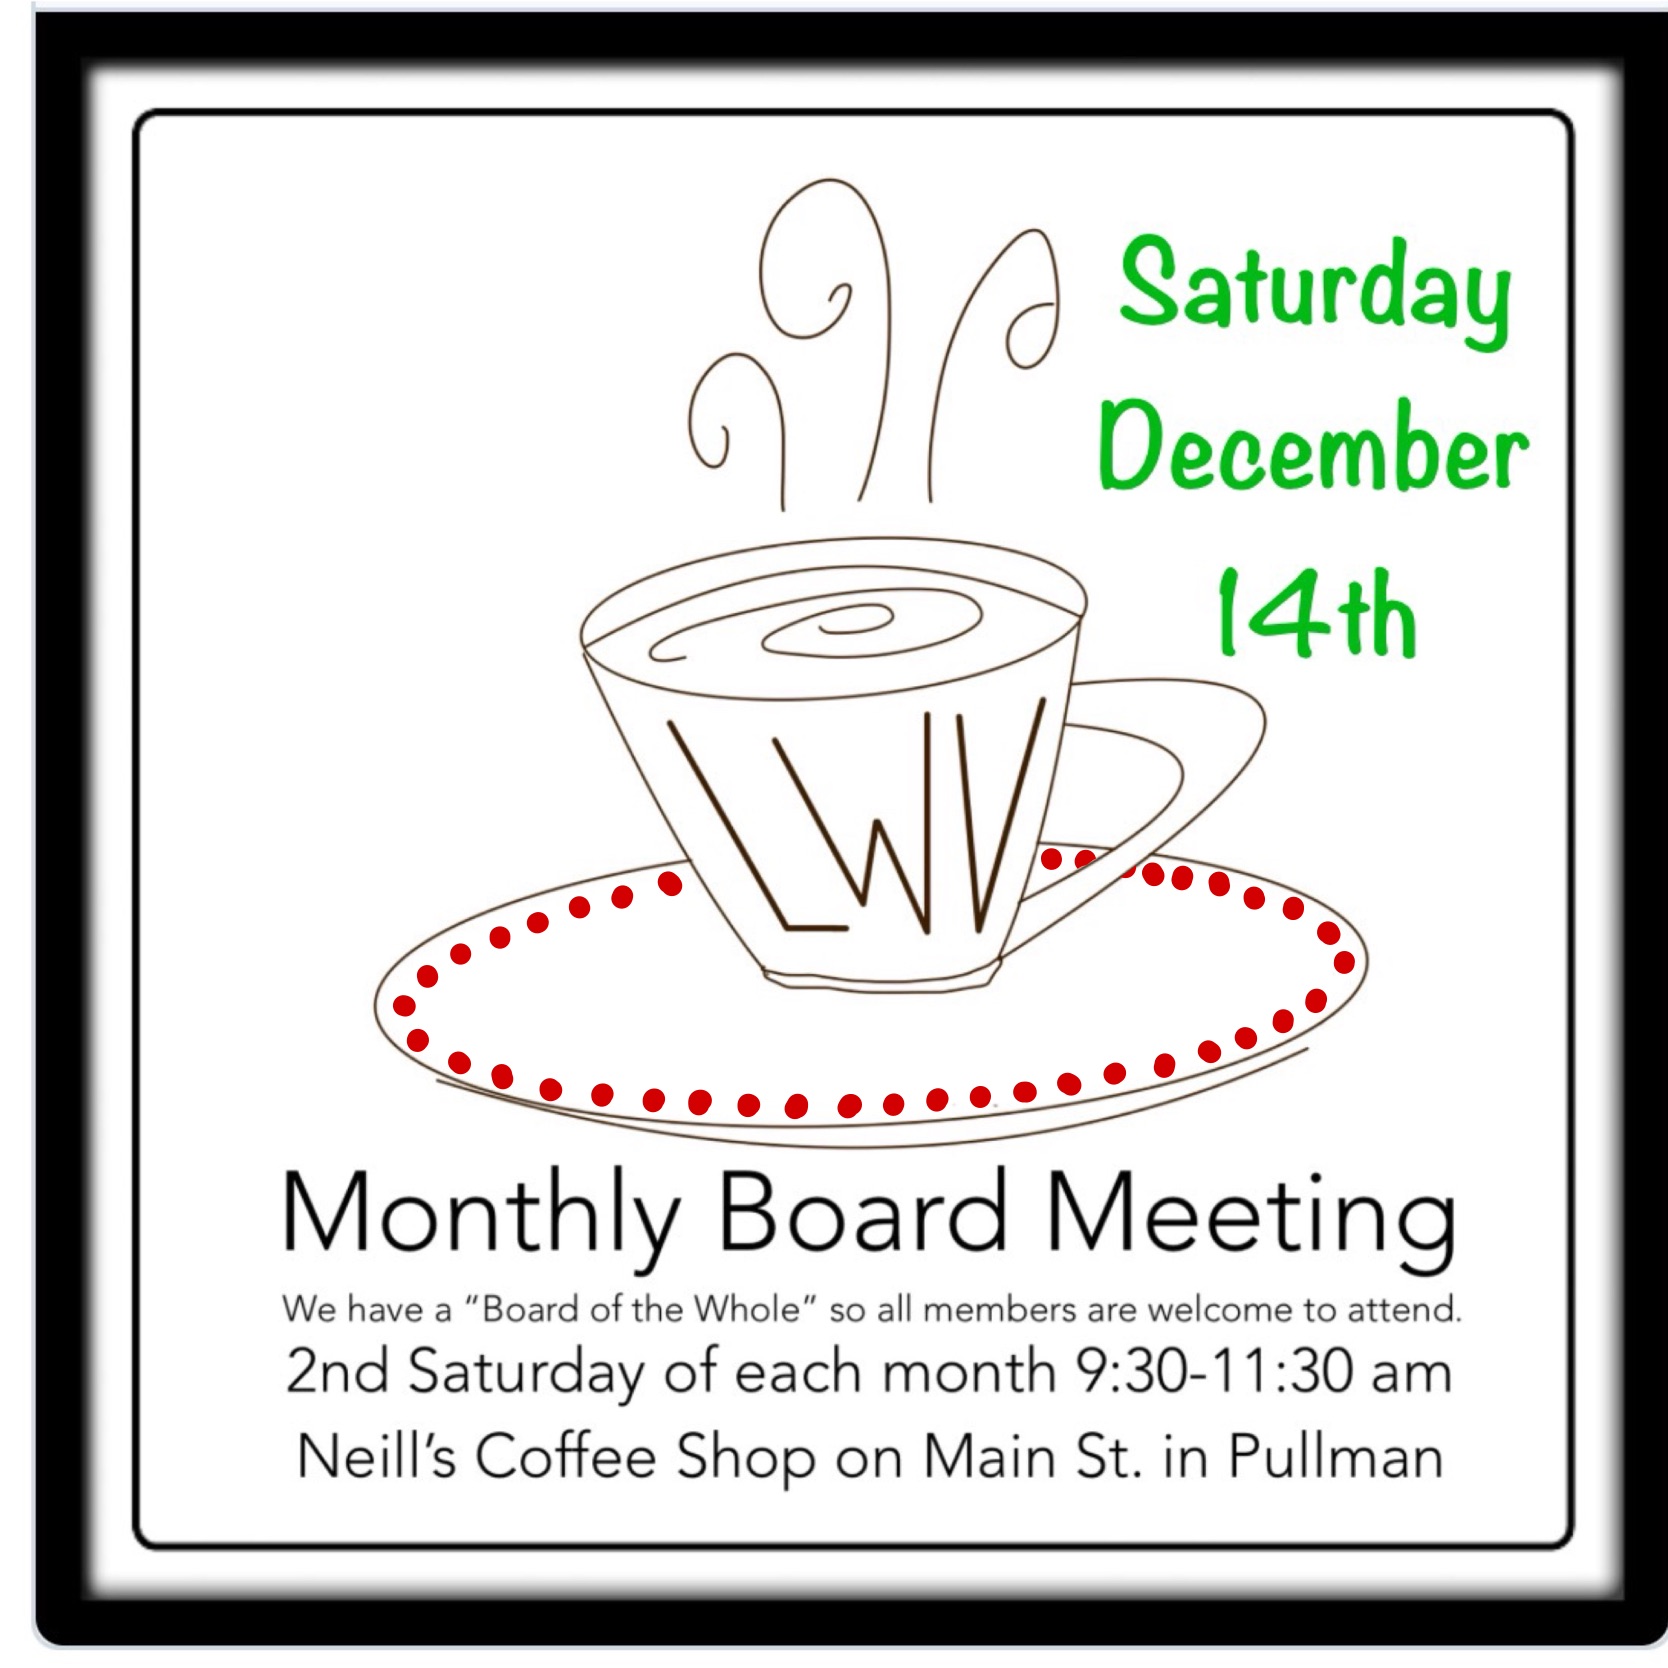 Saturday
December
14th
LWV
Monthly Board Meeting
We have a “Board of the Whole” so all members are welcome to attend.
2nd Saturday of each month 9:30-11:30 am
Neill’s Coffee Shop on Main St. in Pullman